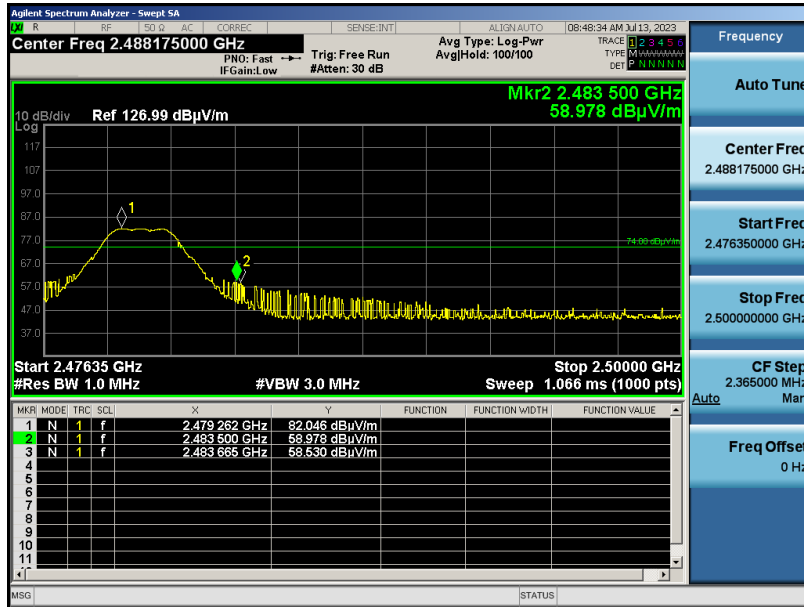 Agilent Spectrum Analyzer - Swept SA
LXI R RF 50 Ω AC CORREC SENSE:INT ALIGN AUTO 08:48:34 AM Jul 13, 2023
Center Freq 2.488175000 GHz
PNO: Fast
IFGain:Low
Trig: Free Run
#Atten: 30 dB
Avg Type: Log-Pwr
Avg|Hold: 100/100
TRACE 1 2 3 4 5 6
TYPE M
DET P N N N N N
Mkr2 2.483 500 GHz
58.978 dBµV/m
10 dB/div Ref 126.99 dBµV/m
Log
117
107
97.0
87.0
77.0
67.0
57.0
47.0
37.0
1
2
74.00 dBµV/m
Start 2.47635 GHz Stop 2.50000 GHz
#Res BW 1.0 MHz #VBW 3.0 MHz Sweep 1.066 ms (1000 pts)
MKR MODE TRC SCL X Y FUNCTION FUNCTION WIDTH FUNCTION VALUE
1 N 1 f 2.479 262 GHz 82.046 dBµV/m
2 N 1 f 2.483 500 GHz 58.978 dBµV/m
3 N 1 f 2.483 665 GHz 58.530 dBµV/m
4
5
6
7
8
9
10
11
MSG STATUS
Frequency
Auto Tune
Center Freq
2.488175000 GHz
Start Freq
2.476350000 GHz
Stop Freq
2.500000000 GHz
CF Step
2.365000 MHz
Auto Man
Freq Offset
0 Hz